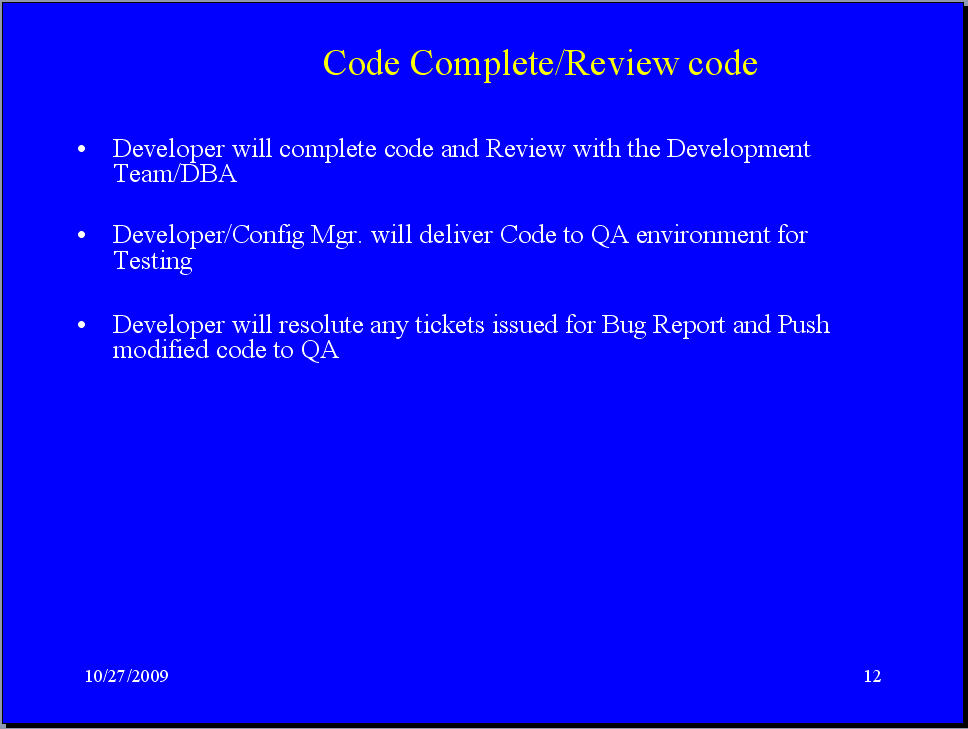 Code Complete/Review code
• Developer will complete code and Review with the Development
Team/DBA
• Developer/Config Mgr. will deliver Code to QA environment for
Testing
• Developer will resolute any tickets issued for Bug Report and Push
modified code to QA
10/27/2009
12